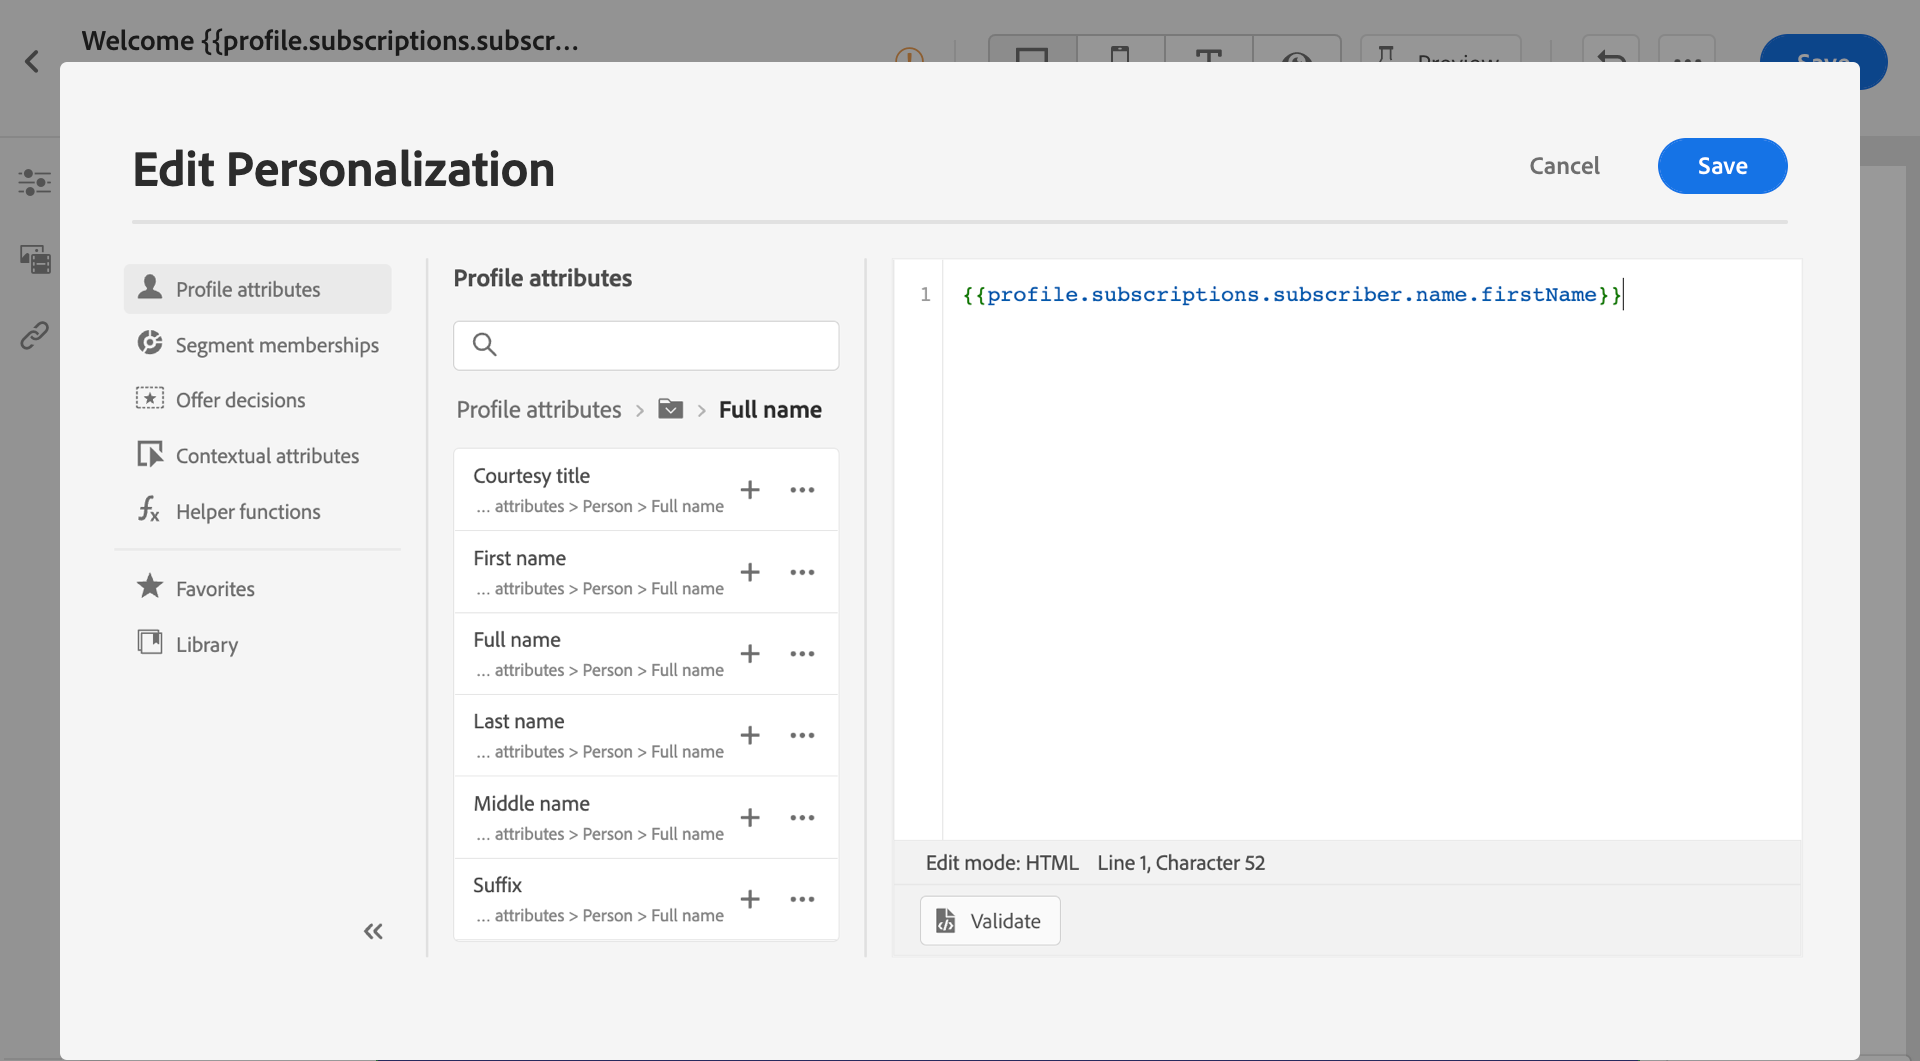 Welcome {{profile.subscriptions.subscr...
Preview
Save
Edit Personalization
Cancel
Save
Profile attributes
Segment memberships
Offer decisions
Contextual attributes
Helper functions
Favorites
Library
Profile attributes
Profile attributes > Full name
Courtesy title
... attributes > Person > Full name
First name
... attributes > Person > Full name
Full name
... attributes > Person > Full name
Last name
... attributes > Person > Full name
Middle name
... attributes > Person > Full name
Suffix
... attributes > Person > Full name
1 {{profile.subscriptions.subscriber.name.firstName}}
Edit mode: HTML Line 1, Character 52
Validate